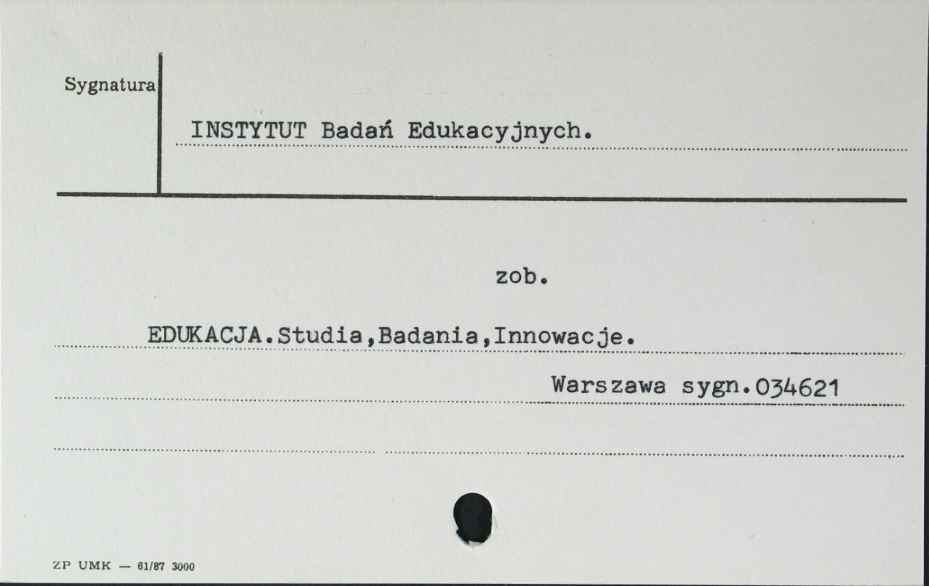 Sygnatura
INSTYTUT Badań Edukacyjnych.
zob.
EDUKACJA.Studia,Badania,Innowacje.
Warszawa sygn.034621
ZP UMK — 61/87 3000